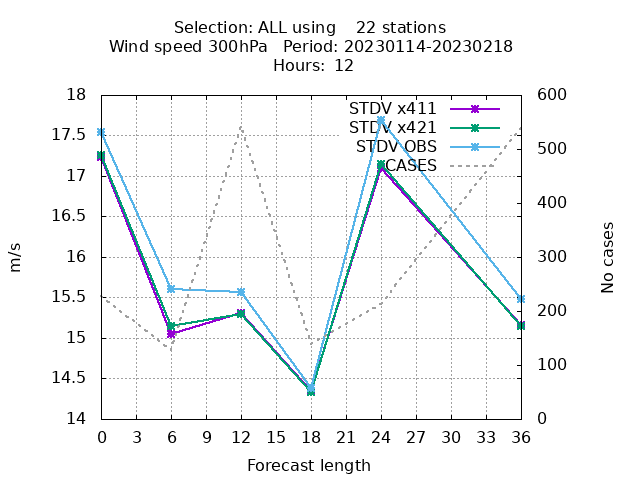 Selection: ALL using    22 stations
Wind speed 300hPa   Period: 20230114-20230218
Hours:  12
STDV x411
STDV x421
STDV OBS
CASES
18
17.5
17
16.5
16
15.5
15
14.5
14
600
500
400
300
200
100
0
m/s
No cases
0 3 6 9 12 15 18 21 24 27 30 33 36
Forecast length